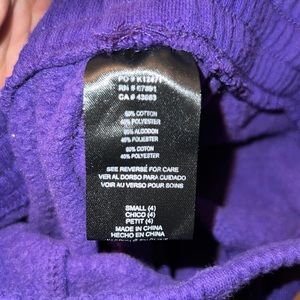 PO # K12471
RN # 67891
CA # 43663
60% COTTON
40% POLYESTER
60% ALGODON
40% POLIESTER
60% COTON
40% POLYESTER
SEE REVERSE FOR CARE
VER AL DORSO PARA CUIDADO
VOIR AU VERSO POUR SOINS
SMALL (4)
CHICO (4)
PETIT (4)
MADE IN CHINA
HECHO EN CHINA